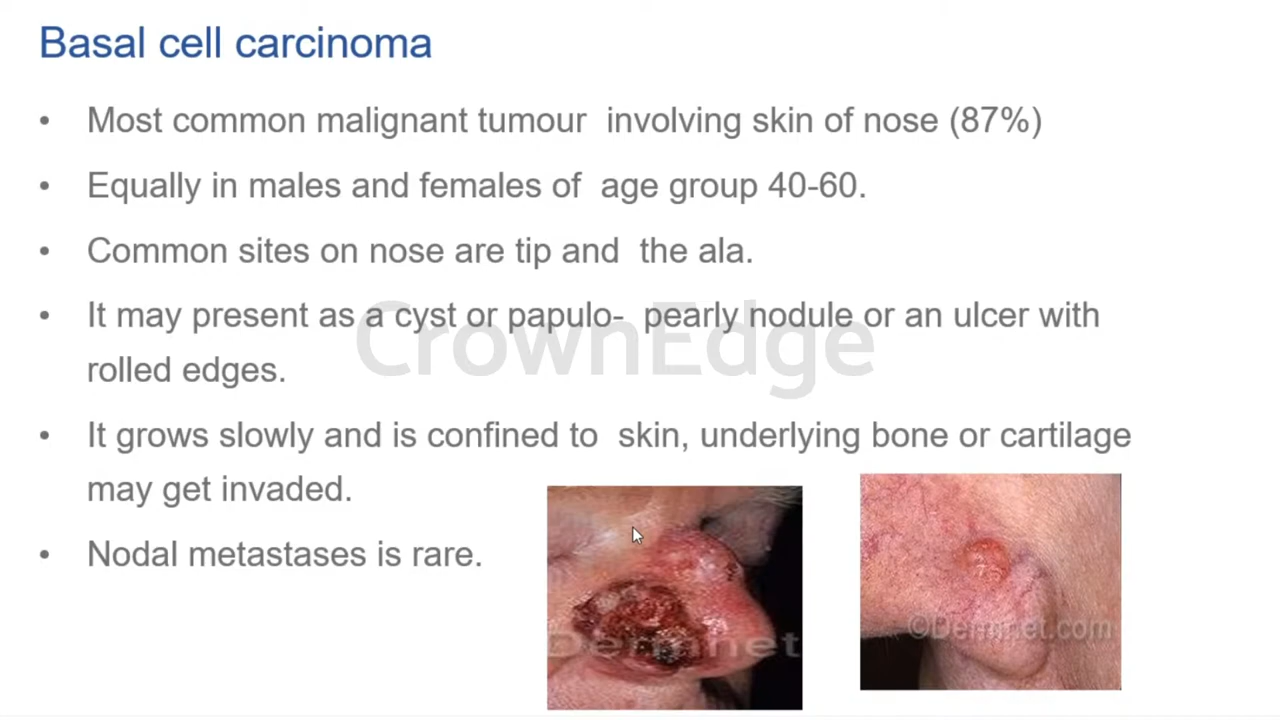 Basal cell carcinoma
• Most common malignant tumour involving skin of nose (87%)
• Equally in males and females of age group 40-60.
• Common sites on nose are tip and the ala.
• It may present as a cyst or papulo- pearly nodule or an ulcer with
rolled edges.
CrownEdge
• It grows slowly and is confined to skin, underlying bone or cartilage
may get invaded.
• Nodal metastases is rare.
Dermnet
©Dermnet.com